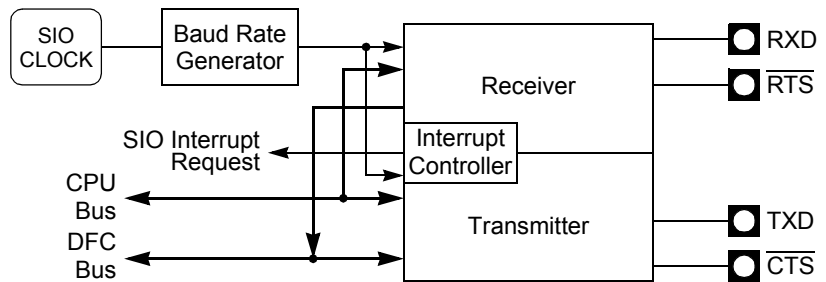 SIO
CLOCK
Baud Rate
Generator
Receiver
RXD
RTS
SIO Interrupt
Request
Interrupt
Controller
CPU
Bus
Transmitter
TXD
DFC
Bus
CTS